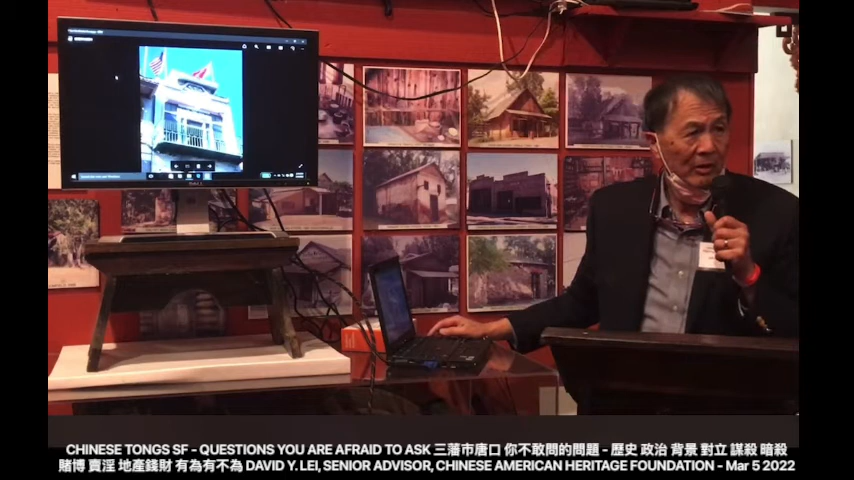 CHINESE TONGS SF - QUESTIONS YOU ARE AFRAID TO ASK 三藩市唐口 你不敢問的問題 - 歷史 政治 背景 對立 謀殺 暗殺
賭博 賣淫 地產錢財 有為有不為 DAVID Y. LEI, SENIOR ADVISOR, CHINESE AMERICAN HERITAGE FOUNDATION - Mar 5 2022